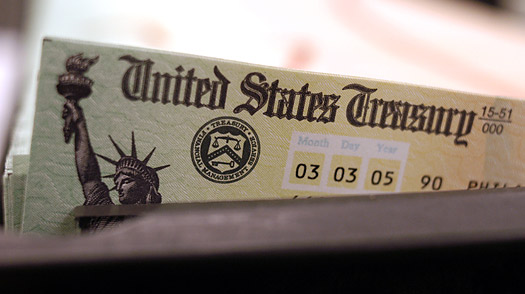 United States Treasury 15-51
000
Month Day Year
03 03 05 90